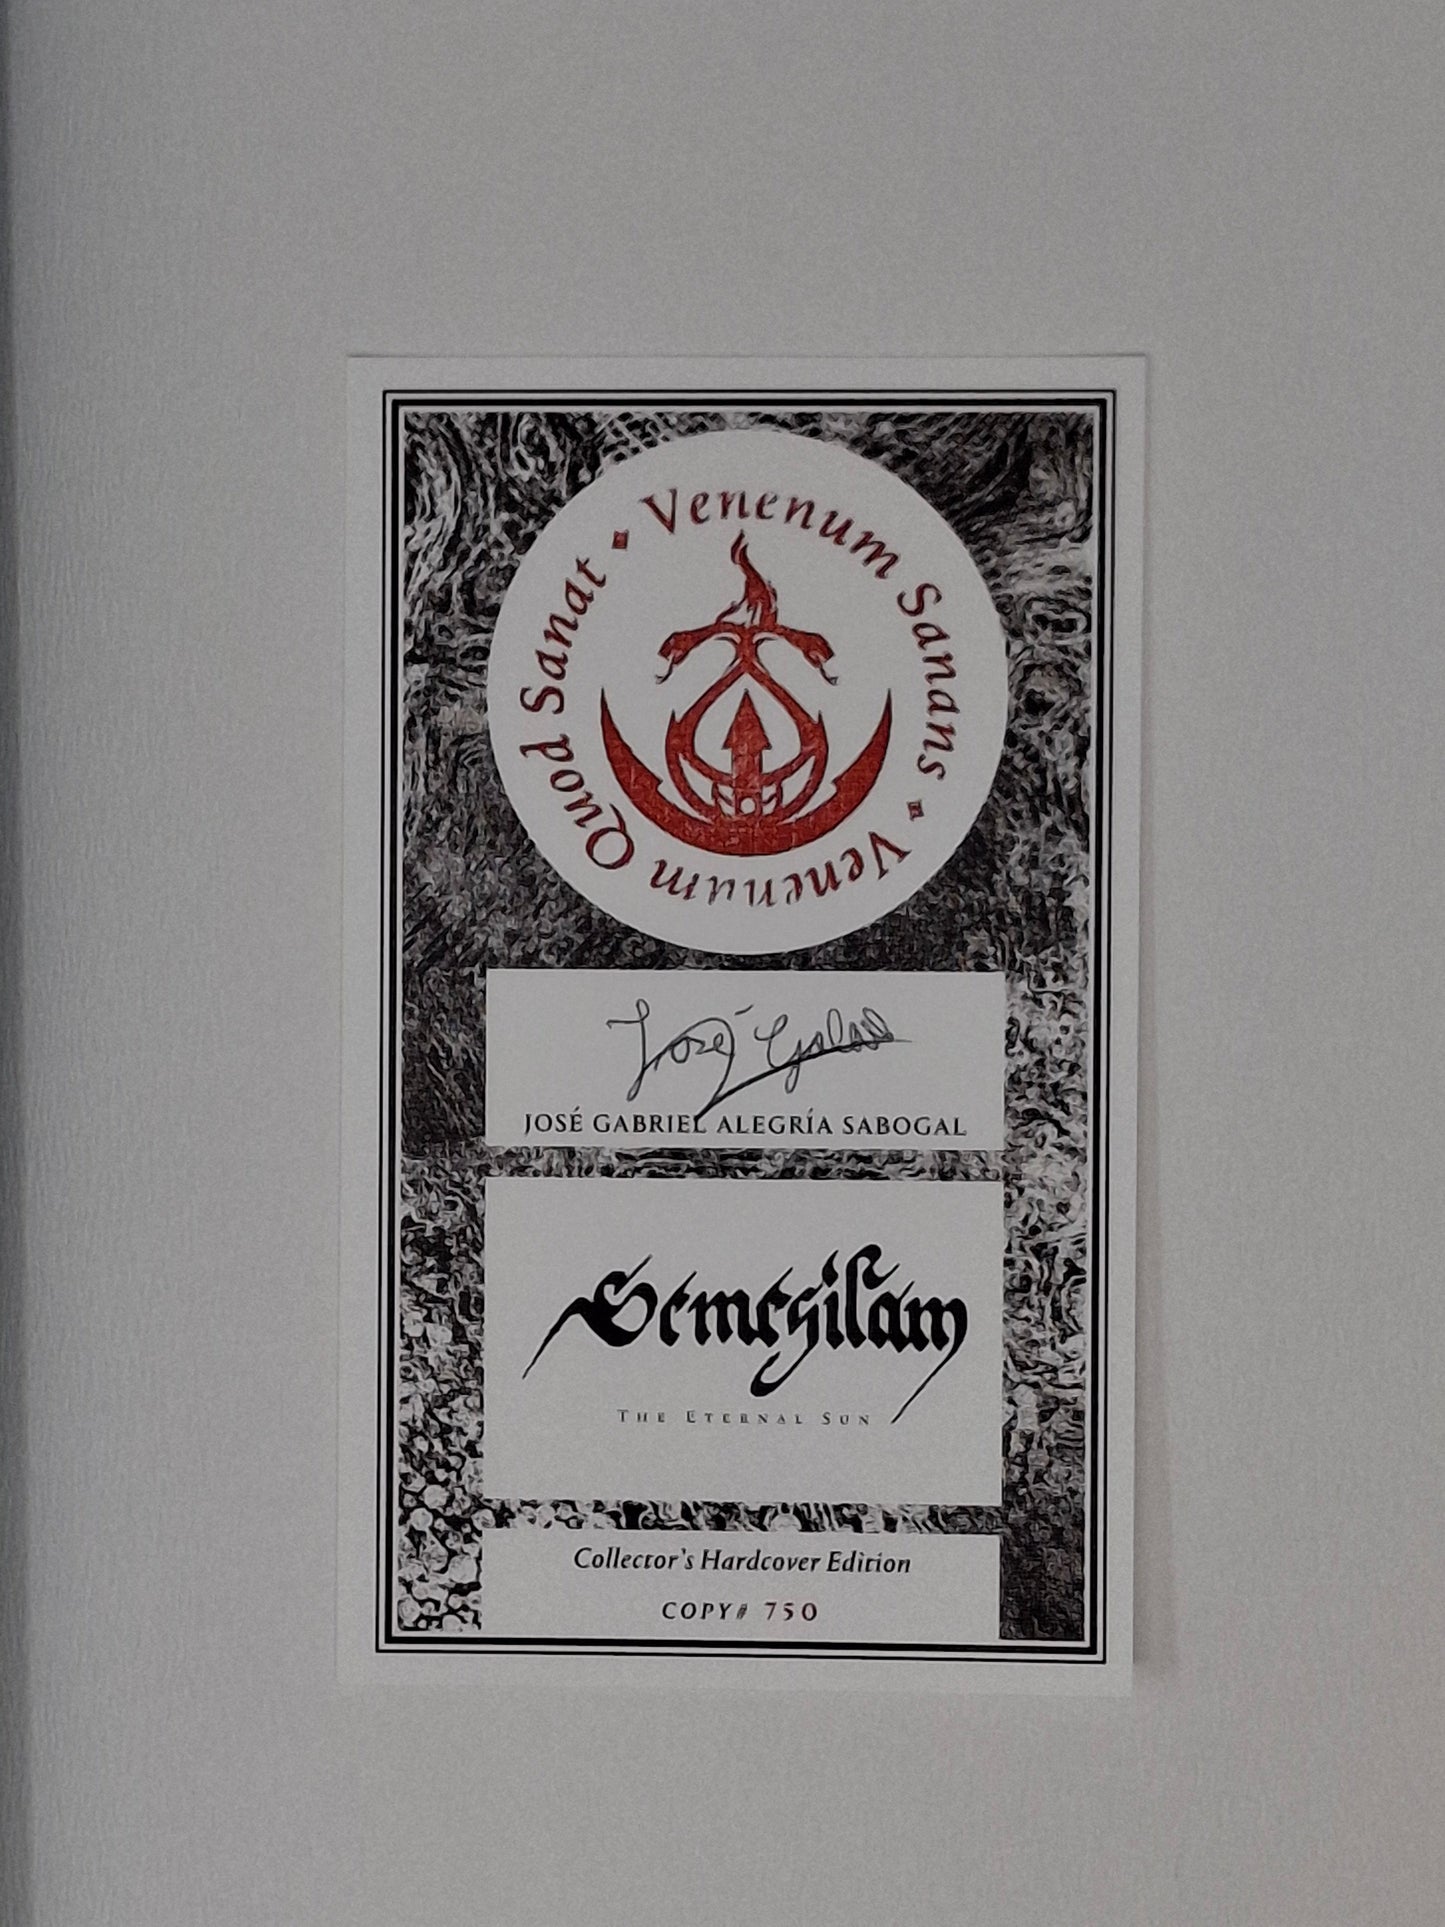 Venenum Sanans ▪ Venenum Quod Sanat ▪
José Gabriel
JOSÉ GABRIEL ALEGRÍA SABOGAL
Semesilam
THE ETERNAL SUN
Collector's Hardcover Edition
COPY# 750